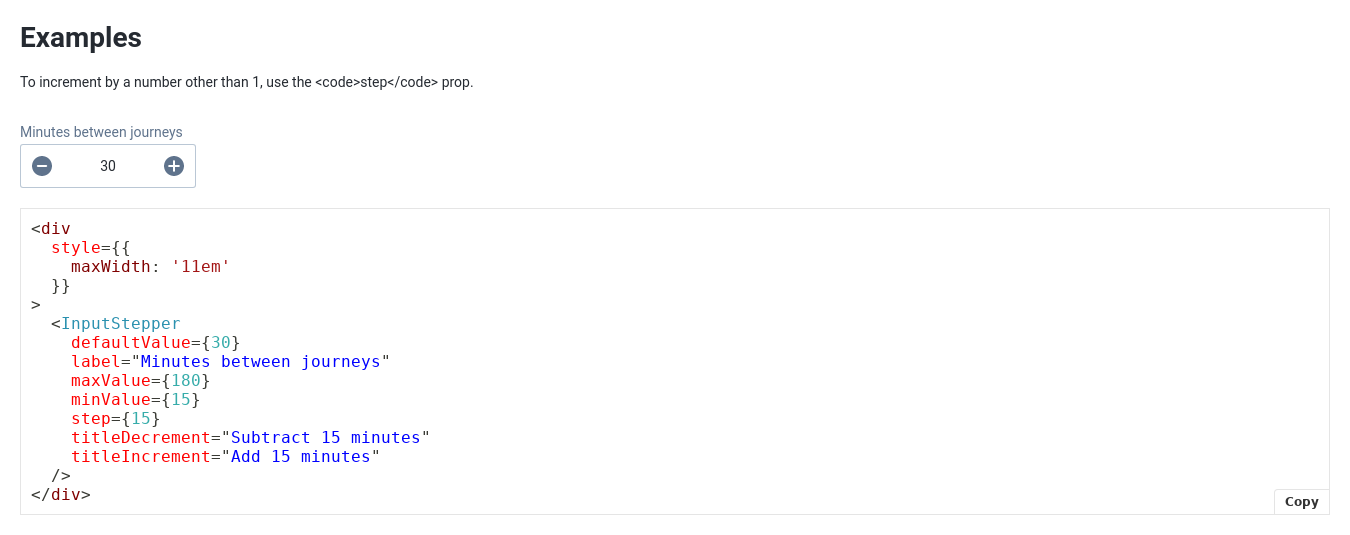 Examples
To increment by a number other than 1, use the <code>step</code> prop.
Minutes between journeys
30
<div
  style={{
    maxWidth: '11em'
  }}
>
  <InputStepper
    defaultValue={30}
    label="Minutes between journeys"
    maxValue={180}
    minValue={15}
    step={15}
    titleDecrement="Subtract 15 minutes"
    titleIncrement="Add 15 minutes"
  />
</div>
Copy